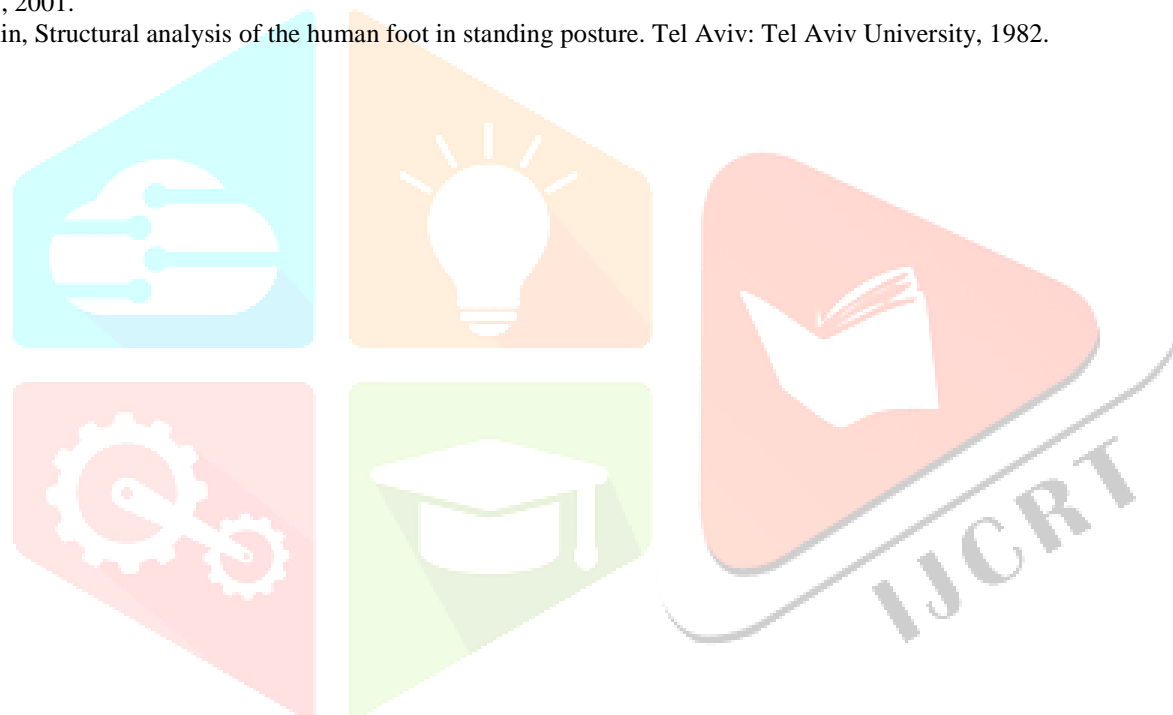 , 2001.
in, Structural analysis of the human foot in standing posture. Tel Aviv: Tel Aviv University, 1982.
IJCRT